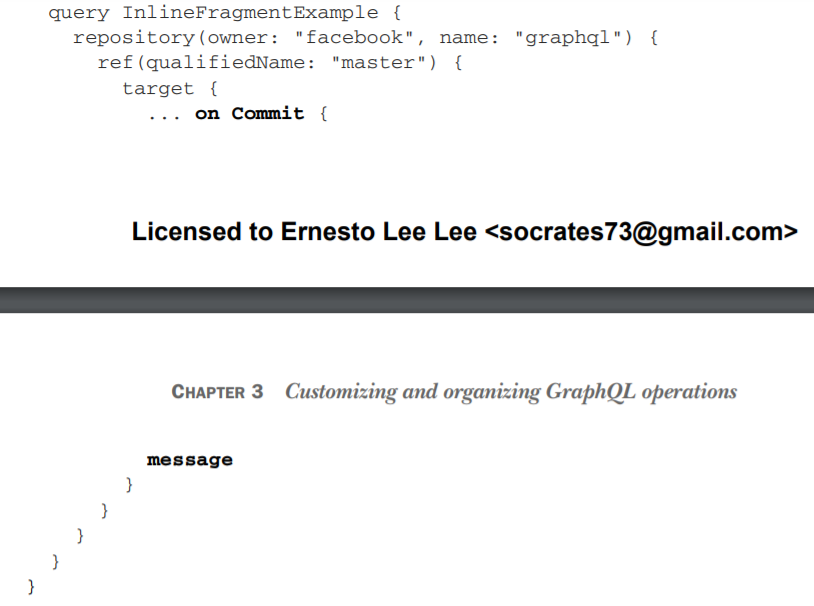 query InlineFragmentExample {
repository(owner: "facebook", name: "graphql") {
ref(qualifiedName: "master") {
target {
... on Commit {
Licensed to Ernesto Lee Lee <socrates73@gmail.com>
CHAPTER 3 Customizing and organizing GraphQL operations
message
}
}
}
}
}